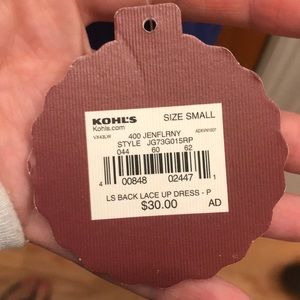 KOHL'S SIZE SMALL
Kohls.com
400 JENFLRNY
STYLE JG73G015RP
044 60 62
4 00848 02447 1
LS BACK LACE UP DRESS - P
$30.00 AD